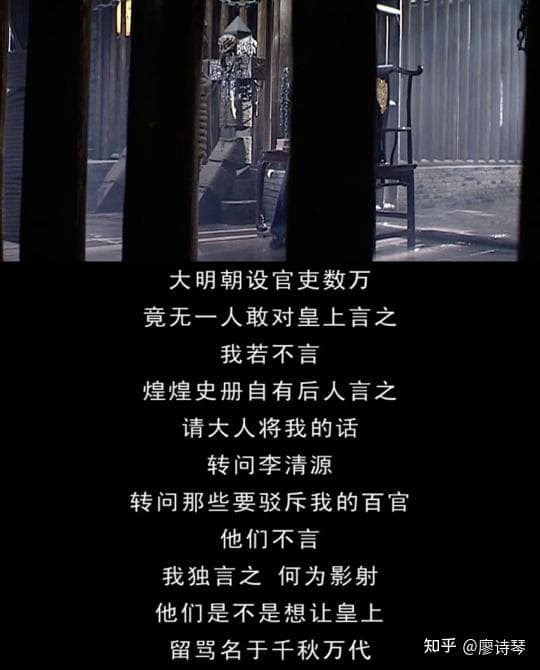 大明朝设官吏数万
竟无一人敢对皇上言之
我若不言
煌煌史册自有后人言之
请大人将我的话
转问李清源
转问那些要驳斥我的百官
他们不言
我独言之 何为影射
他们是不是想让皇上
留骂名于千秋万代
知乎 @廖诗琴